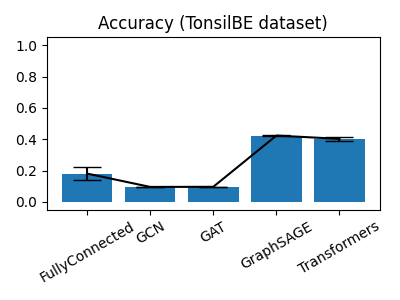 Accuracy (TonsilBE dataset)
1.0
0.8
0.6
0.4
0.2
0.0
FullyConnected
GCN
GAT
GraphSAGE
Transformers